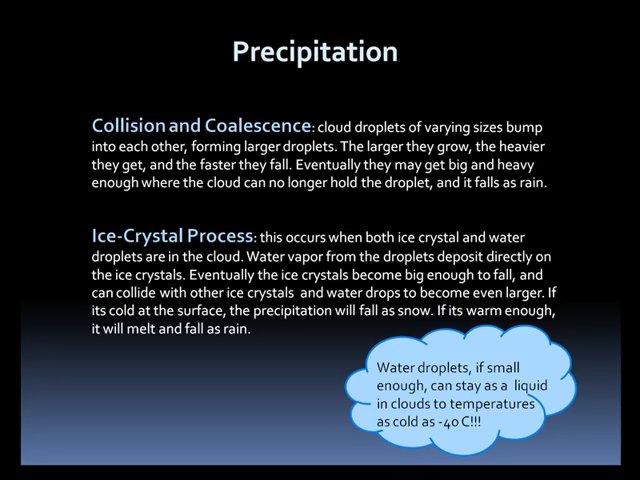 Precipitation
Collision and Coalescence: cloud droplets of varying sizes bump
into each other, forming larger droplets. The larger they grow, the heavier
they get, and the faster they fall. Eventually they may get big and heavy
enough where the cloud can no longer hold the droplet, and it falls as rain.
Ice-Crystal Process: this occurs when both ice crystal and water
droplets are in the cloud. Water vapor from the droplets deposit directly on
the ice crystals. Eventually the ice crystals become big enough to fall, and
can collide with other ice crystals and water drops to become even larger. If
its cold at the surface, the precipitation will fall as snow. If its warm enough,
it will melt and fall as rain.
Water droplets, if small
enough, can stay as a liquid
in clouds to temperatures
as cold as -40 C!!!